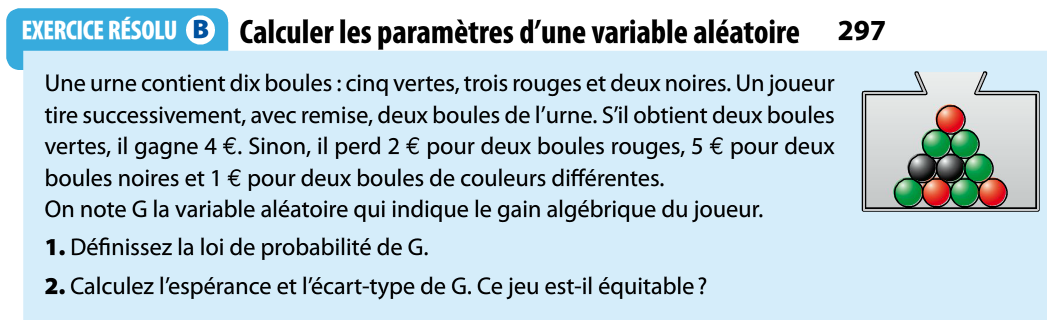 EXERCICE RÉSOLU B Calculer les paramètres d’une variable aléatoire 297
Une urne contient dix boules : cinq vertes, trois rouges et deux noires. Un joueur
tire successivement, avec remise, deux boules de l’urne. S’il obtient deux boules
vertes, il gagne 4 €. Sinon, il perd 2 € pour deux boules rouges, 5 € pour deux
boules noires et 1 € pour deux boules de couleurs différentes.
On note G la variable aléatoire qui indique le gain algébrique du joueur.
1. Définissez la loi de probabilité de G.
2. Calculez l’espérance et l’écart-type de G. Ce jeu est-il équitable ?